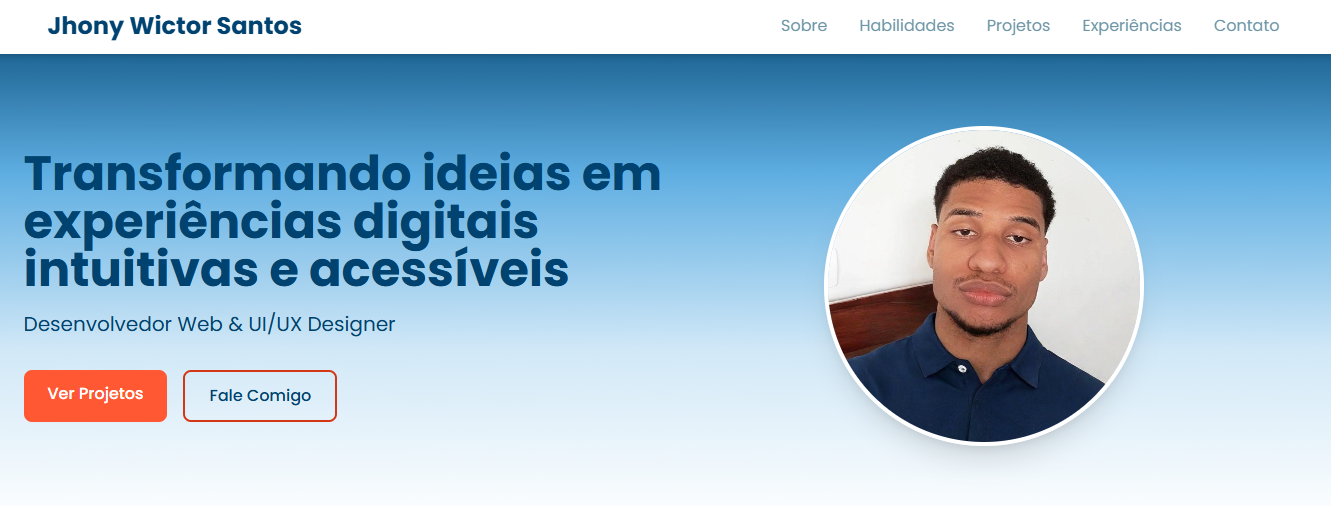 Jhony Wictor Santos
Sobre Habilidades Projetos Experiências Contato
Transformando ideias em
experiências digitais
intuitivas e acessíveis
Desenvolvedor Web & UI/UX Designer
Ver Projetos
Fale Comigo